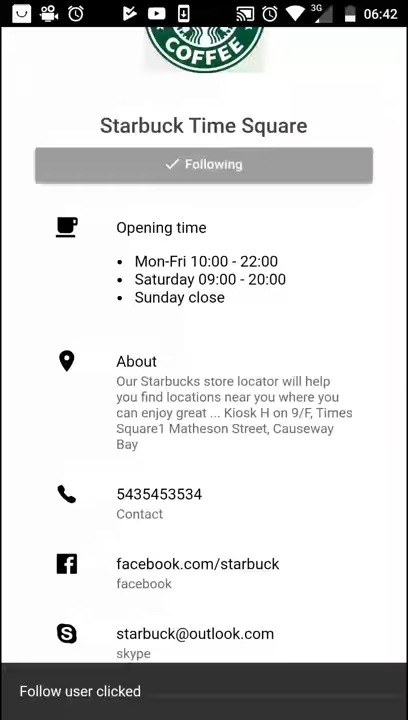 3G 06:42
COFFEE
Starbuck Time Square
Following
Opening time
• Mon-Fri 10:00 - 22:00
• Saturday 09:00 - 20:00
• Sunday close
About
Our Starbucks store locator will help
you find locations near you where you
can enjoy great ... Kiosk H on 9/F, Times
Square1 Matheson Street, Causeway
Bay
5435453534
Contact
facebook.com/starbuck
facebook
starbuck@outlook.com
skype
Follow user clicked